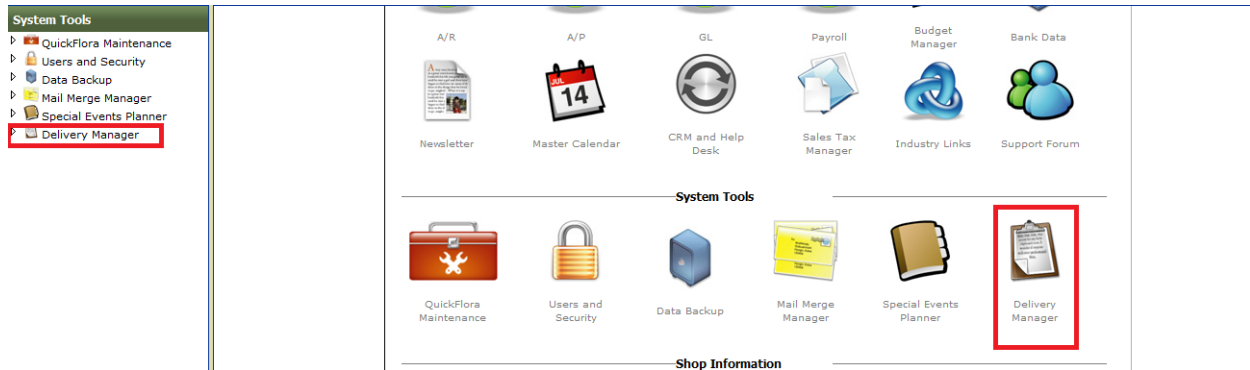 System Tools
QuickFlora Maintenance
Users and Security
Data Backup
Mail Merge Manager
Special Events Planner
Delivery Manager
A/R
A/P
GL
Payroll
Budget
Manager
Bank Data
JUL
14
Newsletter
Master Calendar
CRM and Help
Desk
Sales Tax
Manager
Industry Links
Support Forum
System Tools
QuickFlora
Maintenance
Users and
Security
Data Backup
Mail Merge
Manager
Special Events
Planner
Delivery
Manager
Shop Information